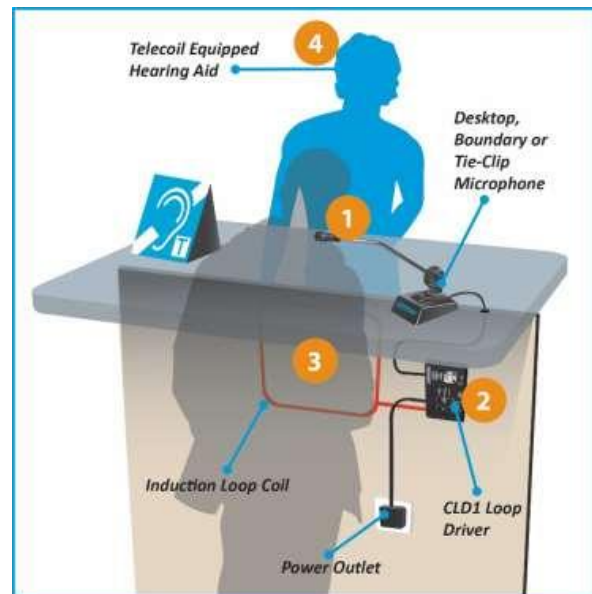 4
Telecoil Equipped
Hearing Aid
Desktop,
Boundary or
Tie-Clip
Microphone
1
T
3
2
Induction Loop Coil
CLD1 Loop
Driver
Power Outlet